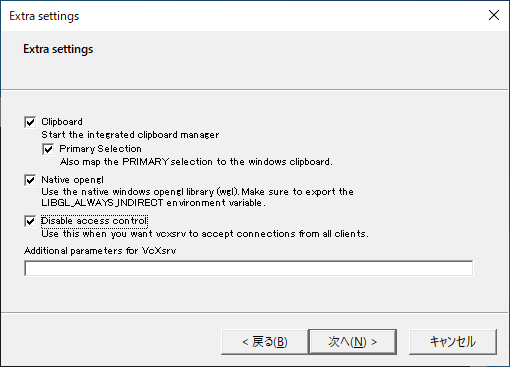 Extra settings
Extra settings
Clipboard
Start the integrated clipboard manager
Primary Selection
Also map the PRIMARY selection to the windows clipboard.
Native opengl
Use the native windows opengl library (wgl). Make sure to export the
LIBGL_ALWAYS_INDIRECT environment variable.
Disable access control
Use this when you want vcxsrv to accept connections from all clients.
Additional parameters for VcXsrv
< 戻る(B) 次へ(N) > キャンセル